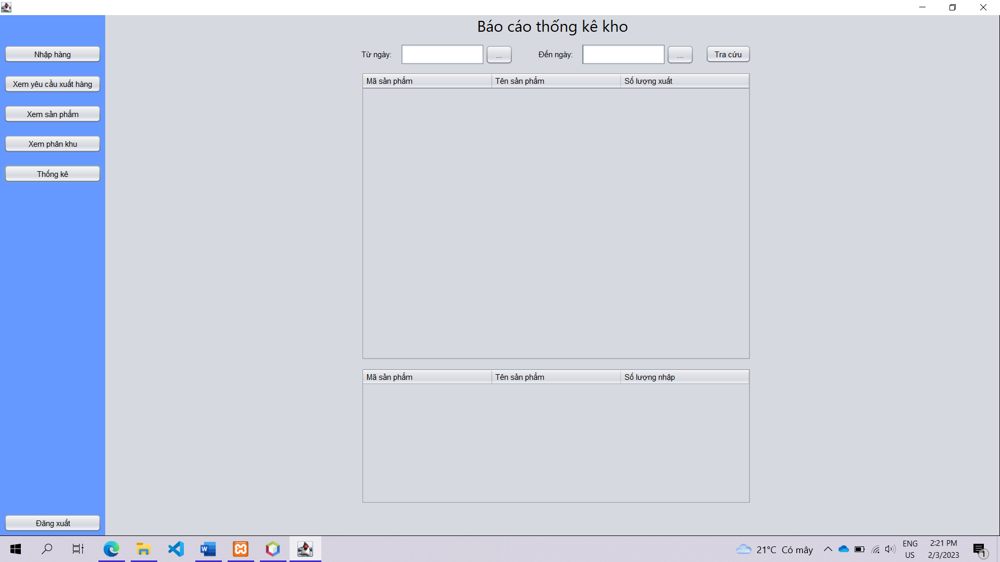 Báo cáo thống kê kho
Nhập hàng
Xem yêu cầu xuất hàng
Xem sản phẩm
Xem phân khu
Thống kê
Đăng xuất
Từ ngày: ... Đến ngày: ... Tra cứu
Mã sản phẩm Tên sản phẩm Số lượng xuất
Mã sản phẩm Tên sản phẩm Số lượng nhập
21°C Có mây
ENG
US
2:21 PM
2/3/2023
1